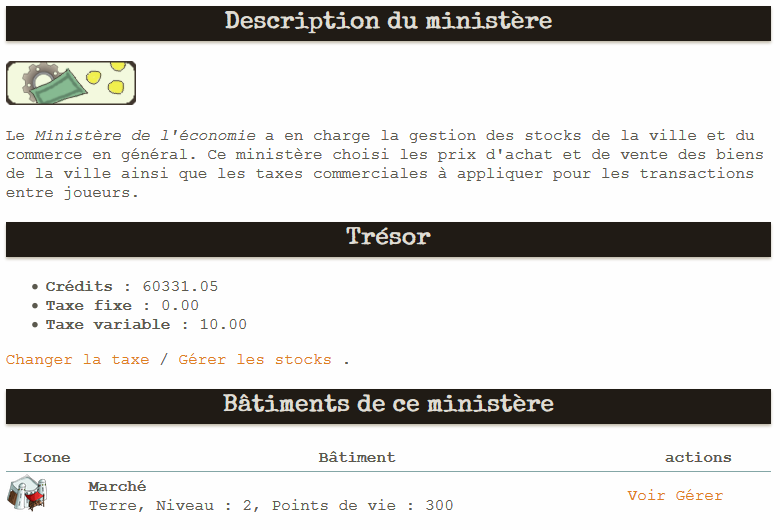 Description du ministère
Le Ministère de l'économie a en charge la gestion des stocks de la ville et du
commerce en général. Ce ministère choisi les prix d'achat et de vente des biens
de la ville ainsi que les taxes commerciales à appliquer pour les transactions
entre joueurs.
Trésor
• Crédits : 60331.05
• Taxe fixe : 0.00
• Taxe variable : 10.00
Changer la taxe / Gérer les stocks .
Bâtiments de ce ministère
Icone Bâtiment actions
Marché
Terre, Niveau : 2, Points de vie : 300
Voir Gérer